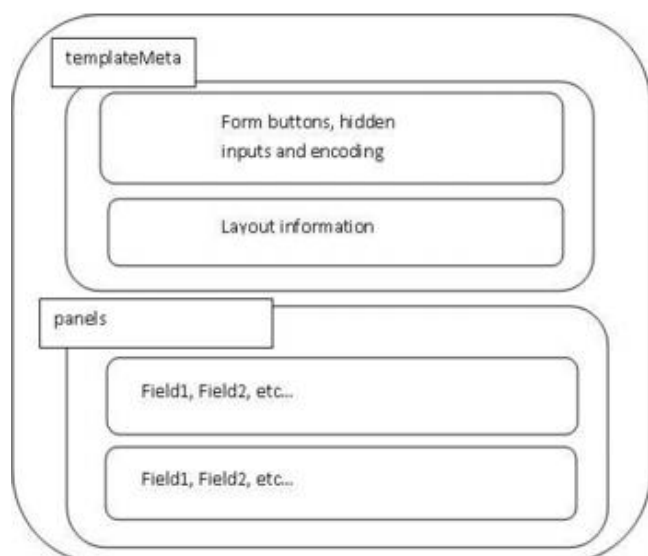 templateMeta
Form buttons, hidden
inputs and encoding
Layout information
panels
Field1, Field2, etc...
Field1, Field2, etc...